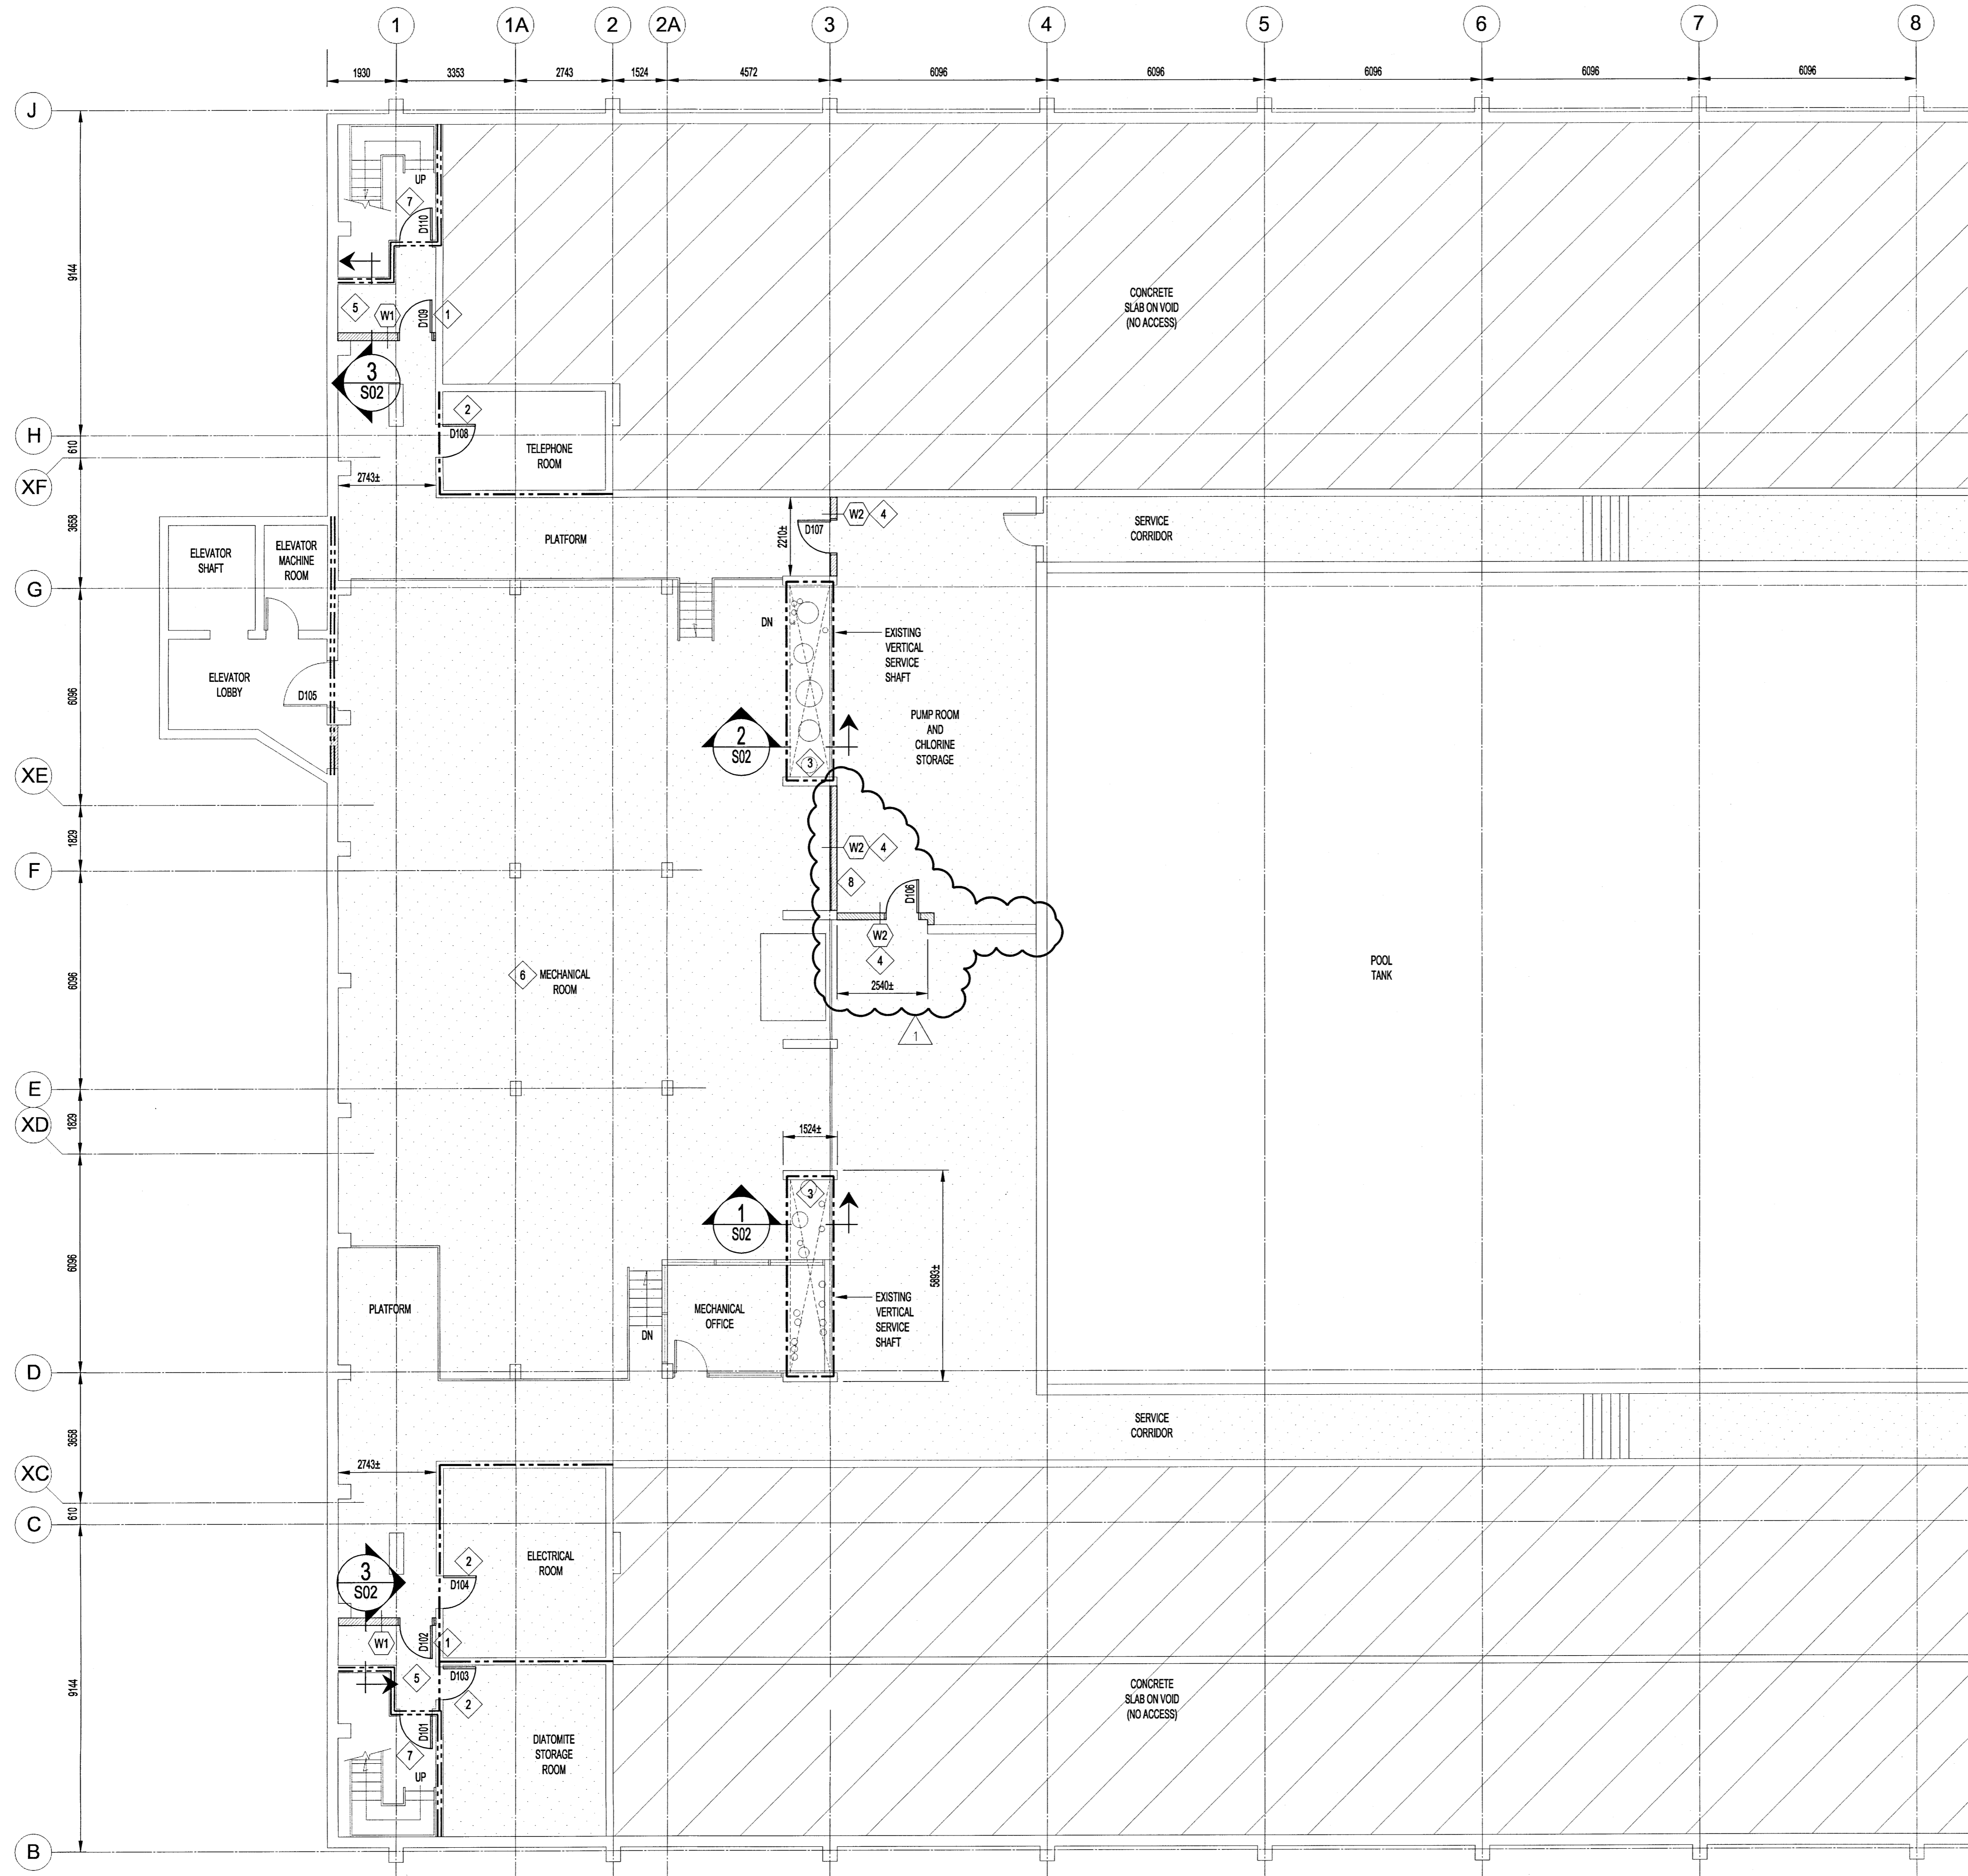 1
1A
2
2A
3
4
5
6
7
8
1930
3353
2743
1524
4572
6096
6096
6096
6096
6096
J
9144
H
610
XF
3658
G
6096
XE
1829
F
6096
E
1829
XD
6096
D
3658
XC
610
C
9144
B
UP
7
D110
5
W1
D109
1
3
S02
2
D108
TELEPHONE
ROOM
2743±
CONCRETE
SLAB ON VOID
(NO ACCESS)
PLATFORM
2210±
D107
W2
4
SERVICE
CORRIDOR
ELEVATOR
SHAFT
ELEVATOR
MACHINE
ROOM
ELEVATOR
LOBBY
D105
DN
EXISTING
VERTICAL
SERVICE
SHAFT
2
S02
3
PUMP ROOM
AND
CHLORINE
STORAGE
W2
4
8
D106
W2
4
2540±
1
6
MECHANICAL
ROOM
POOL
TANK
1524±
3
1
S02
5893±
PLATFORM
DN
MECHANICAL
OFFICE
EXISTING
VERTICAL
SERVICE
SHAFT
SERVICE
CORRIDOR
2743±
2
ELECTRICAL
ROOM
D104
3
S02
W1
D102
1
5
D103
2
D101
7
UP
DIATOMITE
STORAGE
ROOM
CONCRETE
SLAB ON VOID
(NO ACCESS)